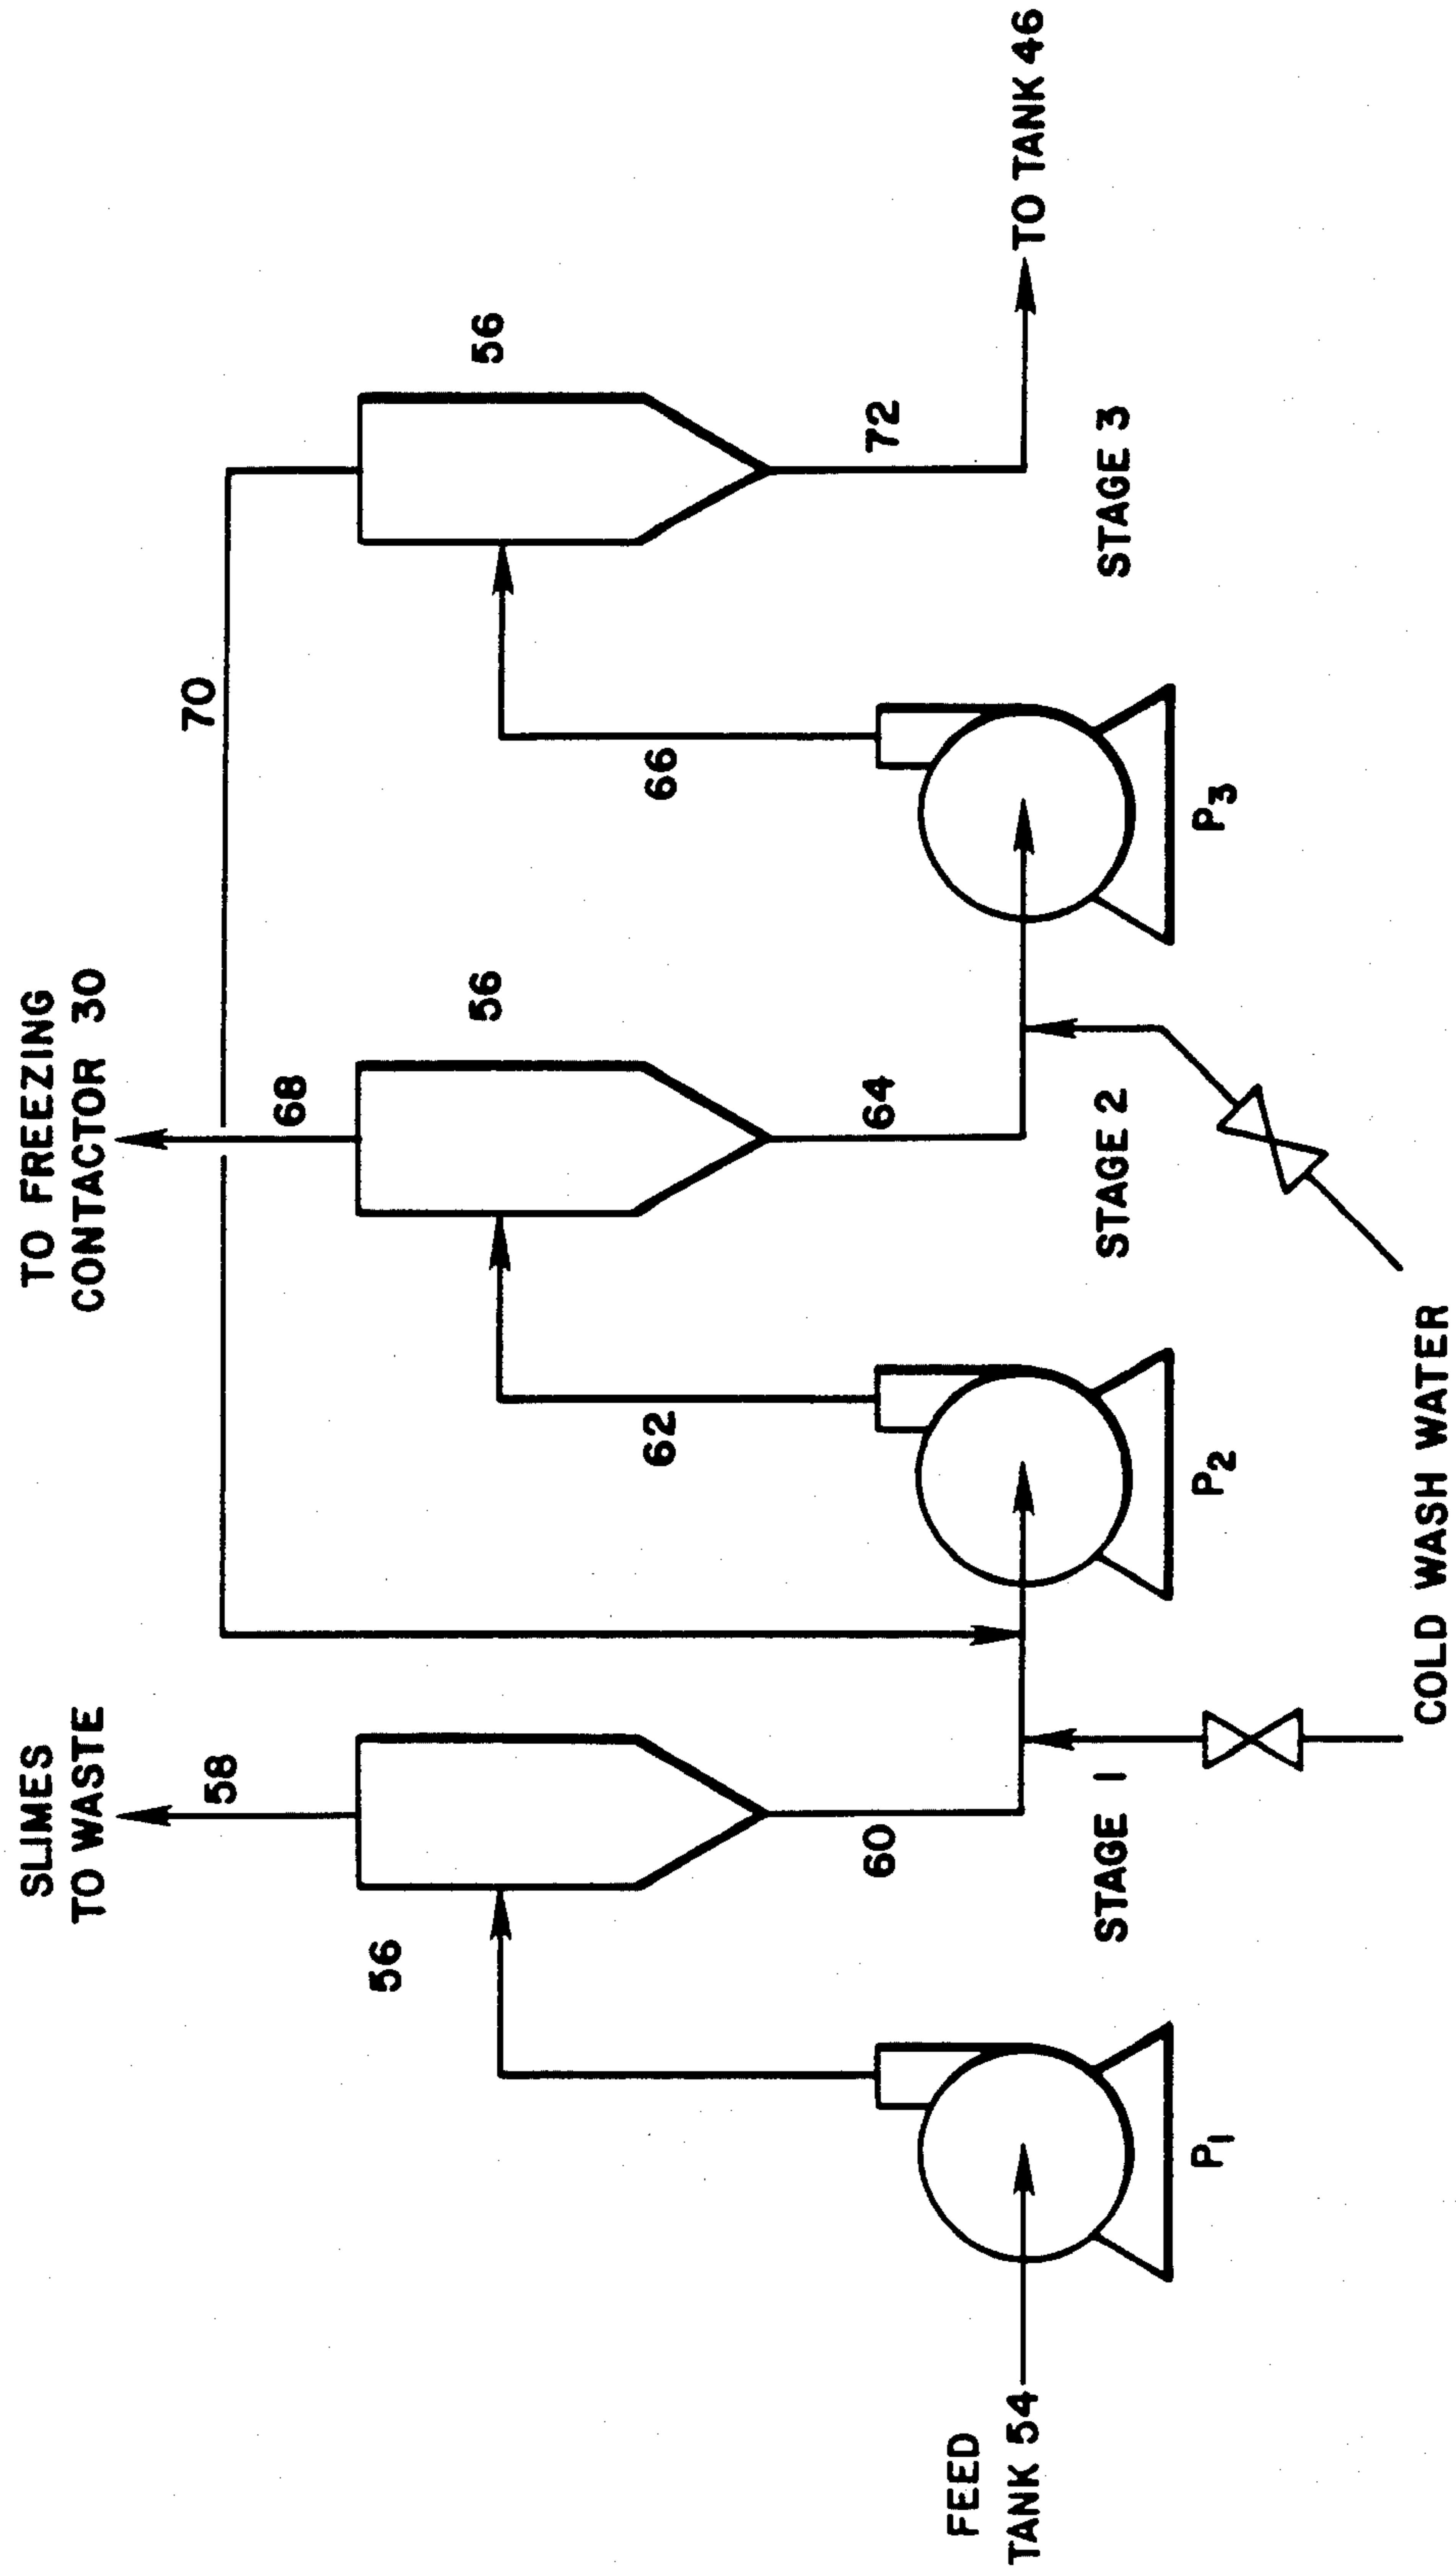 SLIMES
TO WASTE
58
TO FREEZING
CONTACTOR 30
68
70
56
56
56
62
66
60
64
72
FEED
TANK 54
TO TANK 46
STAGE 1
STAGE 2
STAGE 3
P1
P2
P3
COLD WASH WATER